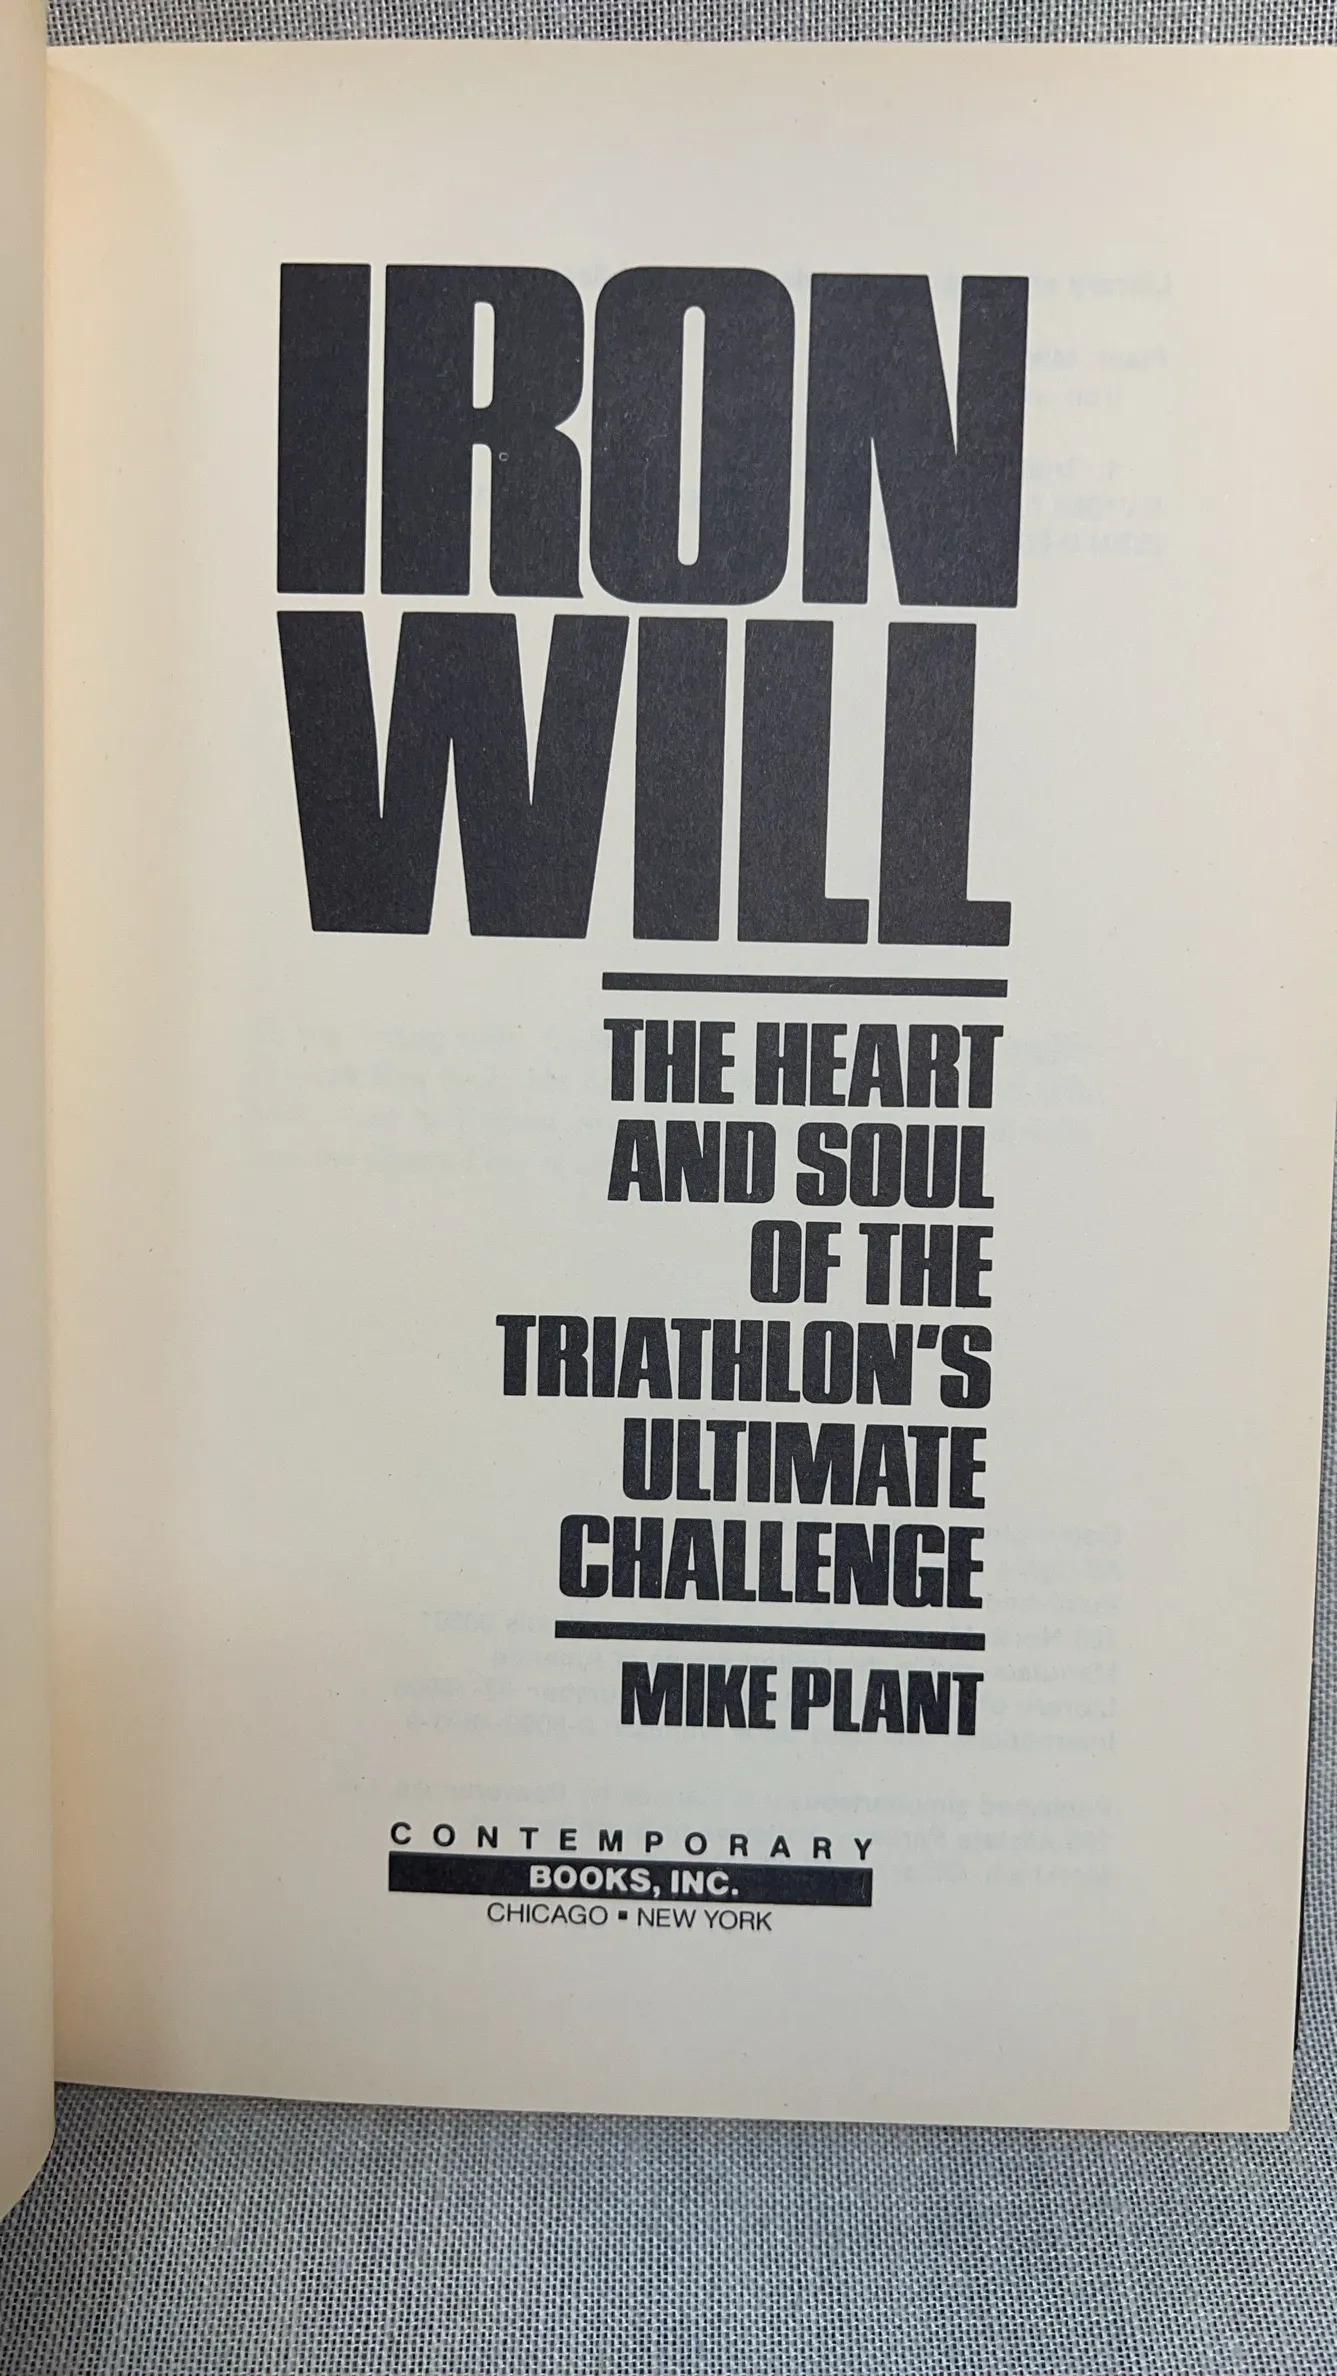 IRON
WILL
THE HEART
AND SOUL
OF THE
TRIATHLON'S
ULTIMATE
CHALLENGE
MIKE PLANT
CONTEMPORARY
BOOKS, INC.
CHICAGO ▪ NEW YORK